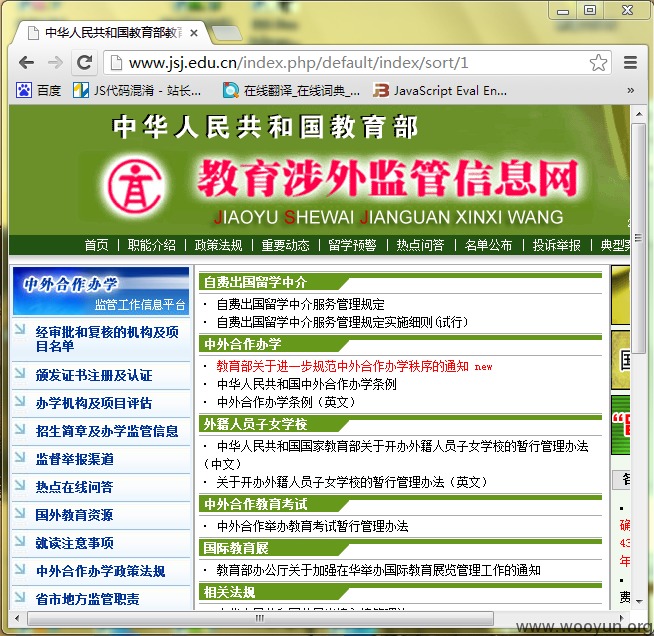 中华人民共和国教育部教育
www.jsj.edu.cn/index.php/default/index/sort/1
百度 JS代码混淆 - 站长... 在线翻译_在线词典_... JavaScript Eval En... »
中华人民共和国教育部
教育涉外监管信息网
JIAOYU SHEWAI JIANGUAN XINXI WANG
首页 | 职能介绍 | 政策法规 | 重要动态 | 留学预警 | 热点问答 | 名单公布 | 投诉举报 | 典型案
中外合作办学
监管工作信息平台
经审批和复核的机构及项
目名单
颁发证书注册及认证
办学机构及项目评估
招生简章及办学监管信息
监督举报渠道
热点在线问答
国外教育资源
就读注意事项
中外合作办学政策法规
省市地方监管职责
自费出国留学中介
· 自费出国留学中介服务管理规定
· 自费出国留学中介服务管理规定实施细则(试行)
中外合作办学
· 教育部关于进一步规范中外合作办学秩序的通知 new
· 中华人民共和国中外合作办学条例
· 中外合作办学条例（英文）
外籍人员子女学校
· 中华人民共和国国家教育部关于开办外籍人员子女学校的暂行管理办法
（中文）
· 关于开办外籍人员子女学校的暂行管理办法（英文）
中外合作教育考试
· 中外合作举办教育考试暂行管理办法
国际教育展
· 教育部办公厅关于加强在华举办国际教育展览管理工作的通知
相关法规
确
43
年
费
www.wooyun.org